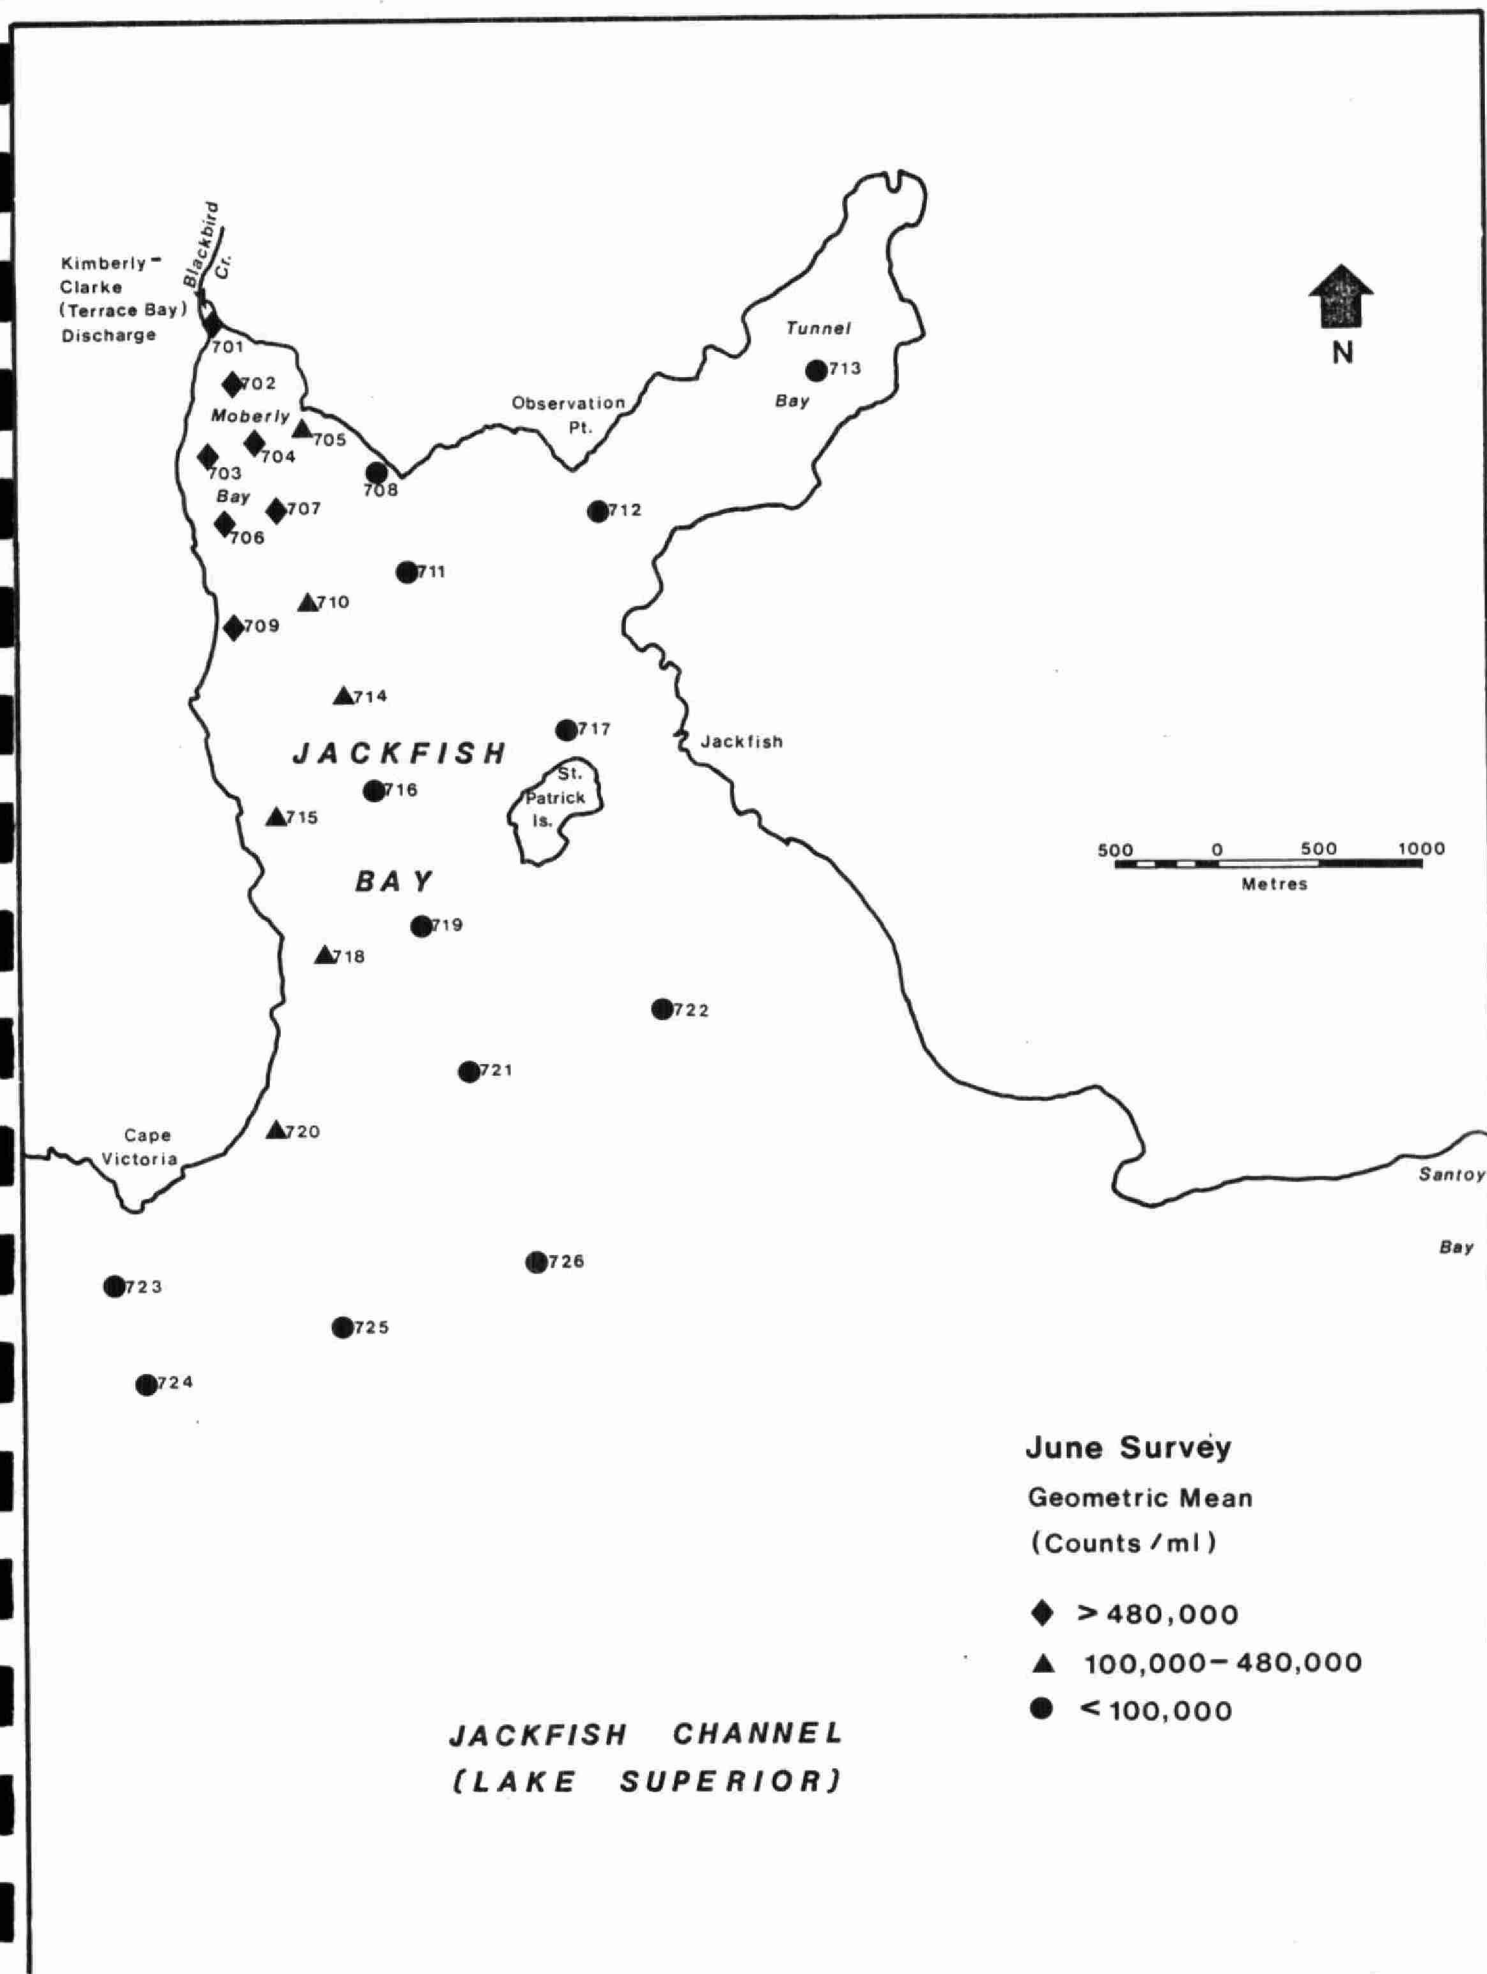 Blackbird
Cr.
Kimberly-
Clarke
(Terrace Bay)
Discharge
701
702
Moberly
705
704
703
Bay
707
706
708
Observation
Pt.
Tunnel
713
Bay
N
712
711
710
709
714
717
JACKFISH
Jackfish
St.
Patrick
Is.
716
715
500 0 500 1000
Metres
BAY
719
718
722
721
720
Cape
Victoria
Santoy
Bay
726
723
725
724
June Survey
Geometric Mean
(Counts/ml)
> 480,000
100,000-480,000
< 100,000
JACKFISH CHANNEL
(LAKE SUPERIOR)